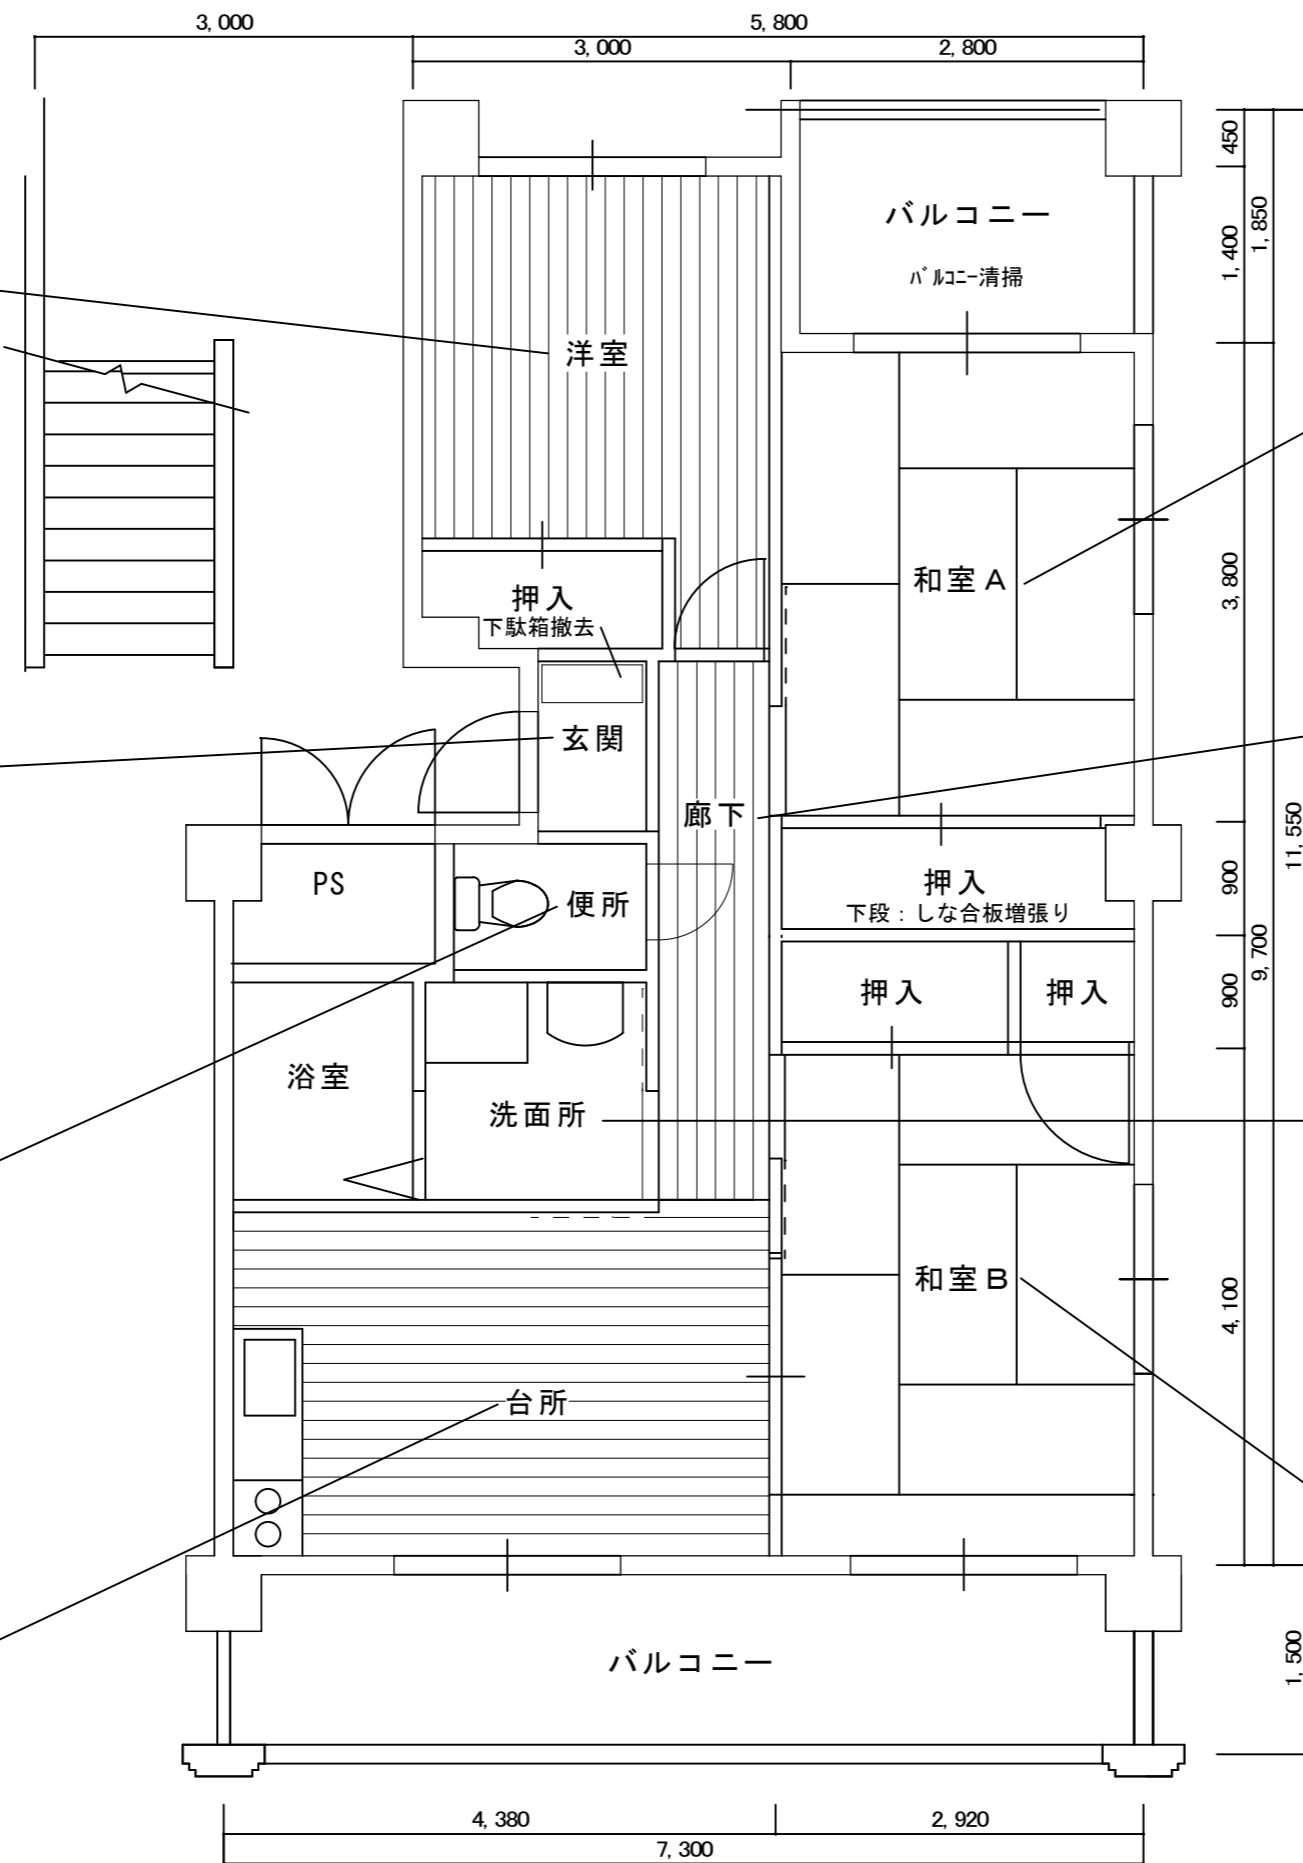 3,000
5,800
3,000
2,800
450
1,400
1,850
バルコニー
バルコニー清掃
洋室
和室A
3,800
押入
下駄箱撤去
玄関
廊下
11,550
PS
便所
押入
下段：しな合板増張り
900
9,700
押入
押入
900
浴室
洗面所
和室B
4,100
台所
バルコニー
1,500
4,380
2,920
7,300